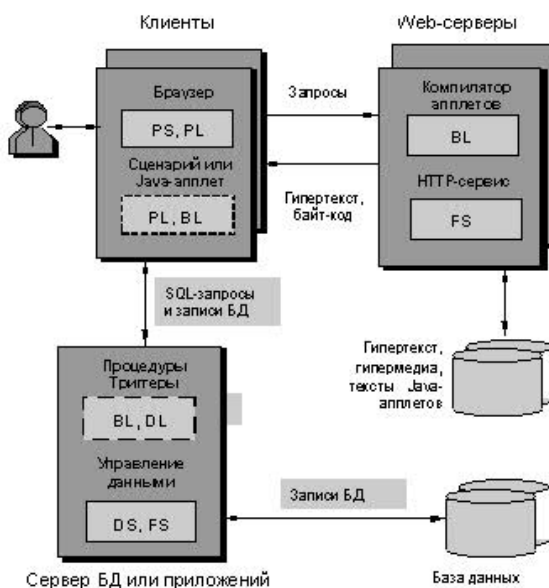 Клиенты
Web-серверы
Браузер
PS, PL
Сценарий или
Java-апплет
PL, BL
Запросы
Гипертекст,
байт-код
Компилятор
апплетов
BL
HTTP-сервис
FS
SQL-запросы
и записи БД
Гипертекст,
гипермедиа,
тексты Java-
апплетов
Процедуры
Триггеры
BL, DL
Управление
данными
DS, FS
Записи БД
Сервер БД или приложений
База данных